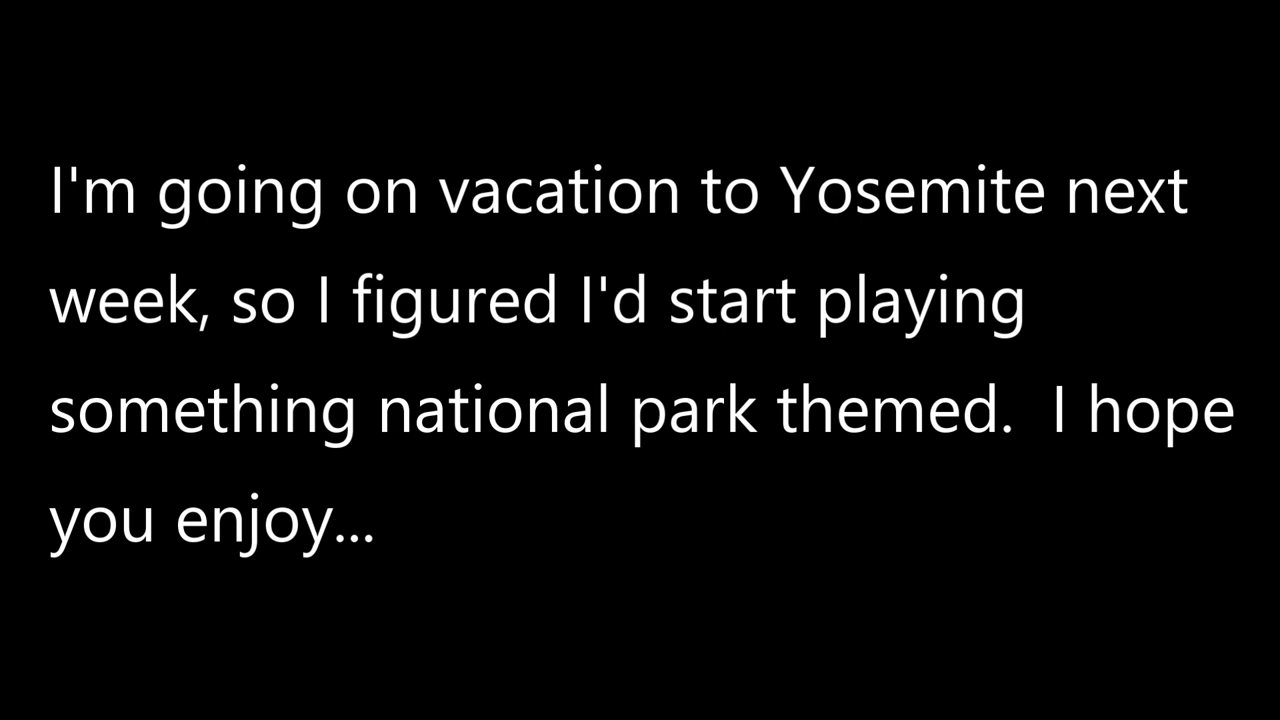 I'm going on vacation to Yosemite next
week, so I figured I'd start playing
something national park themed.  I hope
you enjoy...